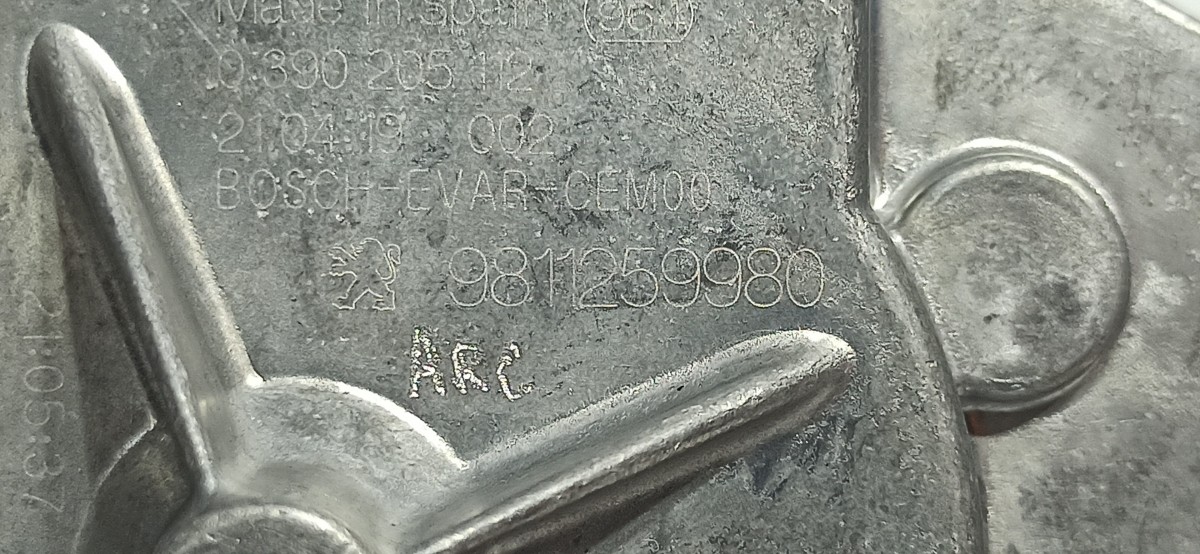 Made in Spain (964)
0 390 205 112
21.04.19 002
BOSCH-EVAR-CEM00
9811259980
ARC
21:05:37